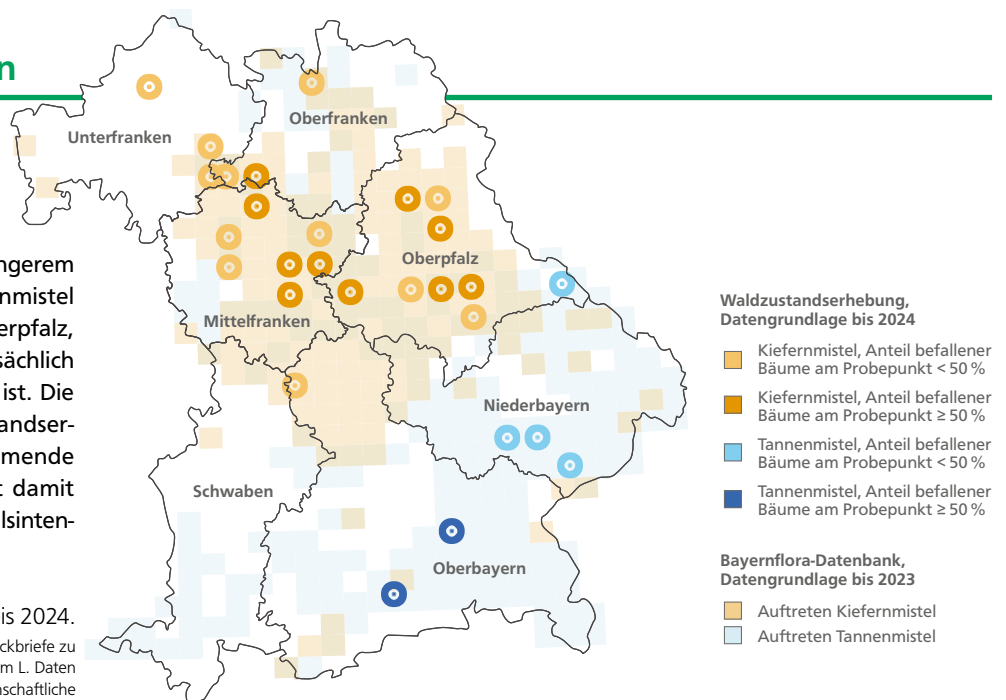 n
ngerem
nmistel
erpfalz,
sächlich
ist. Die
andser-
mende
t damit
lsinten-
is 2024.
ckbriefe zu
m L. Daten
nschaftliche
Unterfranken
Oberfranken
Oberpfalz
Mittelfranken
Niederbayern
Schwaben
Oberbayern
Waldzustandserhebung,
Datengrundlage bis 2024
Kiefernmistel, Anteil befallener
Bäume am Probepunkt < 50 %
Kiefernmistel, Anteil befallener
Bäume am Probepunkt ≥ 50 %
Tannenmistel, Anteil befallener
Bäume am Probepunkt < 50 %
Tannenmistel, Anteil befallener
Bäume am Probepunkt ≥ 50 %
Bayernflora-Datenbank,
Datengrundlage bis 2023
Auftreten Kiefernmistel
Auftreten Tannenmistel